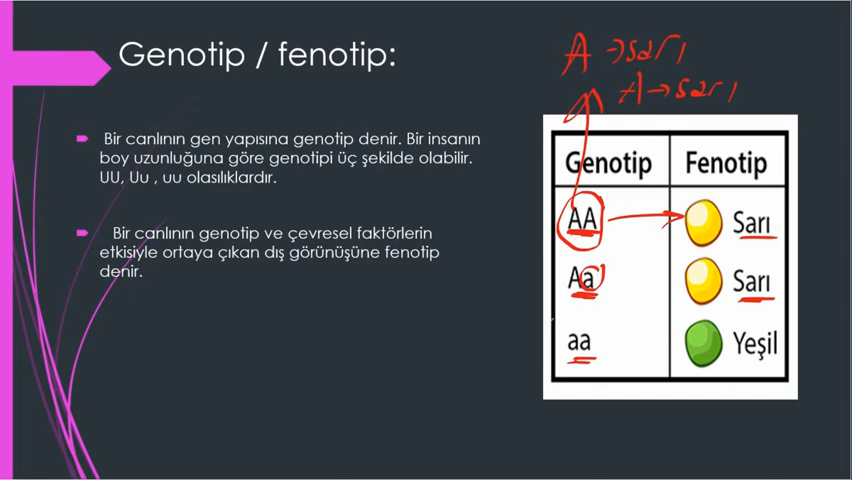 Genotip / fenotip:
A → sarı
A → sarı
Bir canlının gen yapısına genotip denir. Bir insanın
boy uzunluğuna göre genotipi üç şekilde olabilir.
UU, Uu , uu olasılıklardır.
Bir canlının genotip ve çevresel faktörlerin
etkisiyle ortaya çıkan dış görünüşüne fenotip
denir.
Genotip Fenotip
AA Sarı
Aa Sarı
aa Yeşil